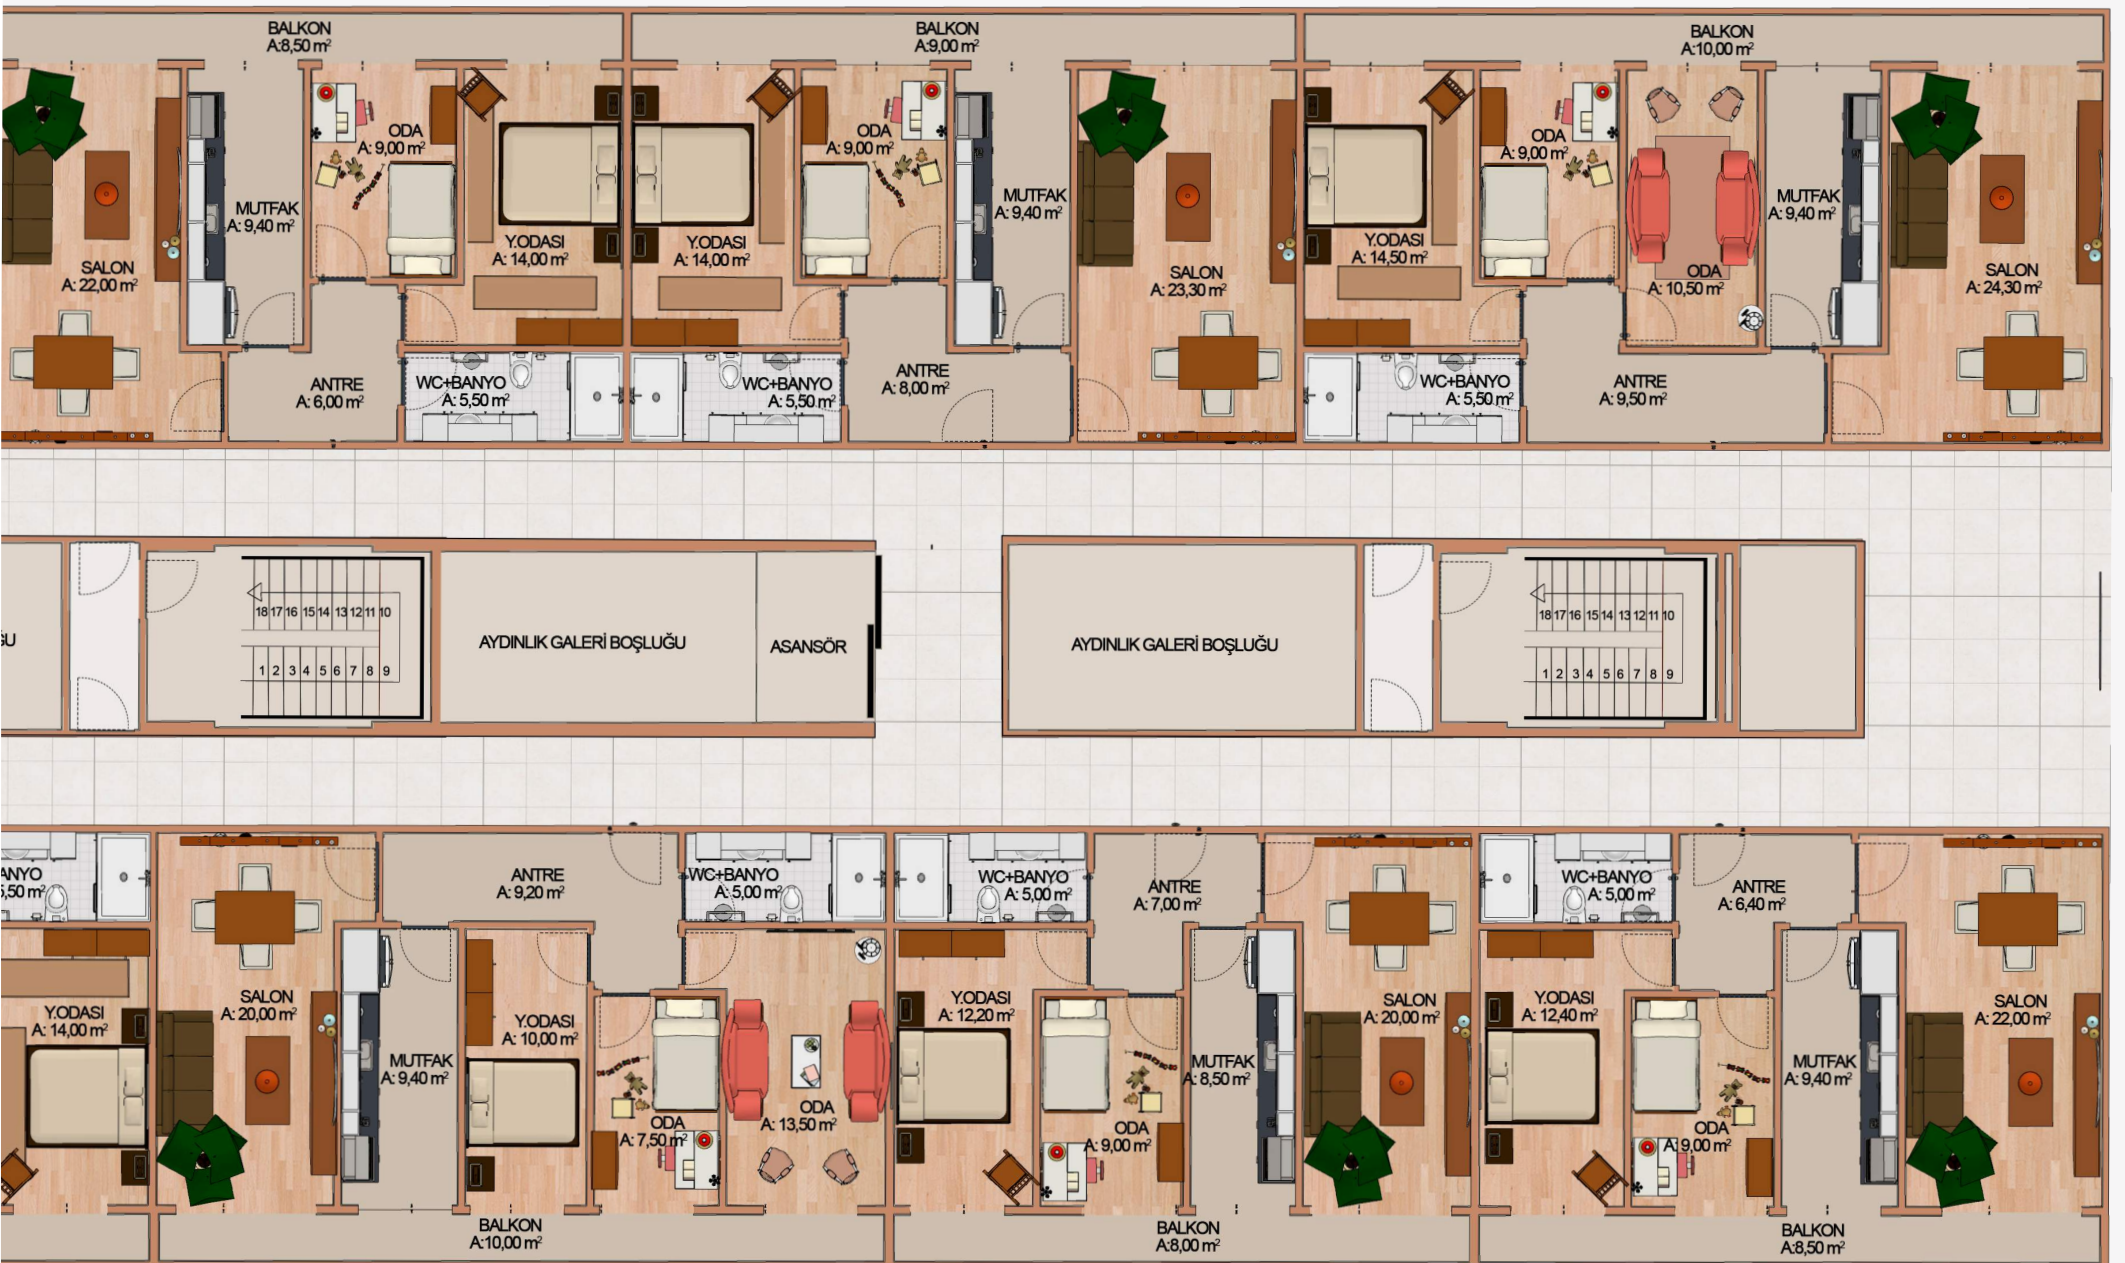 BALKON
A:8,50 m²
BALKON
A:9,00 m²
BALKON
A:10,00 m²
ODA
A: 9,00 m²
ODA
A: 9,00 m²
ODA
A: 9,00 m²
MUTFAK
A: 9,40 m²
Y.ODASI
A: 14,00 m²
Y.ODASI
A: 14,00 m²
MUTFAK
A: 9,40 m²
Y.ODASI
A: 14,50 m²
MUTFAK
A: 9,40 m²
SALON
A: 22,00 m²
SALON
A: 23,30 m²
ODA
A: 10,50 m²
SALON
A: 24,30 m²
ANTRE
A: 6,00 m²
WC+BANYO
A: 5,50 m²
WC+BANYO
A: 5,50 m²
ANTRE
A: 8,00 m²
WC+BANYO
A: 5,50 m²
ANTRE
A: 9,50 m²
18 17 16 15 14 13 12 11 10
1 2 3 4 5 6 7 8 9
AYDINLIK GALERİ BOŞLUĞU
ASANSÖR
AYDINLIK GALERİ BOŞLUĞU
18 17 16 15 14 13 12 11 10
1 2 3 4 5 6 7 8 9
ĞU
ANYO
5,50 m²
ANTRE
A: 9,20 m²
WC+BANYO
A: 5,00 m²
WC+BANYO
A: 5,00 m²
ANTRE
A: 7,00 m²
WC+BANYO
A: 5,00 m²
ANTRE
A: 6,40 m²
Y.ODASI
A: 14,00 m²
SALON
A: 20,00 m²
Y.ODASI
A: 10,00 m²
Y.ODASI
A: 12,20 m²
SALON
A: 20,00 m²
Y.ODASI
A: 12,40 m²
SALON
A: 22,00 m²
MUTFAK
A: 9,40 m²
MUTFAK
A: 8,50 m²
MUTFAK
A: 9,40 m²
ODA
A: 7,50 m²
ODA
A: 13,50 m²
ODA
A: 9,00 m²
ODA
A: 9,00 m²
BALKON
A:10,00 m²
BALKON
A:8,00 m²
BALKON
A:8,50 m²